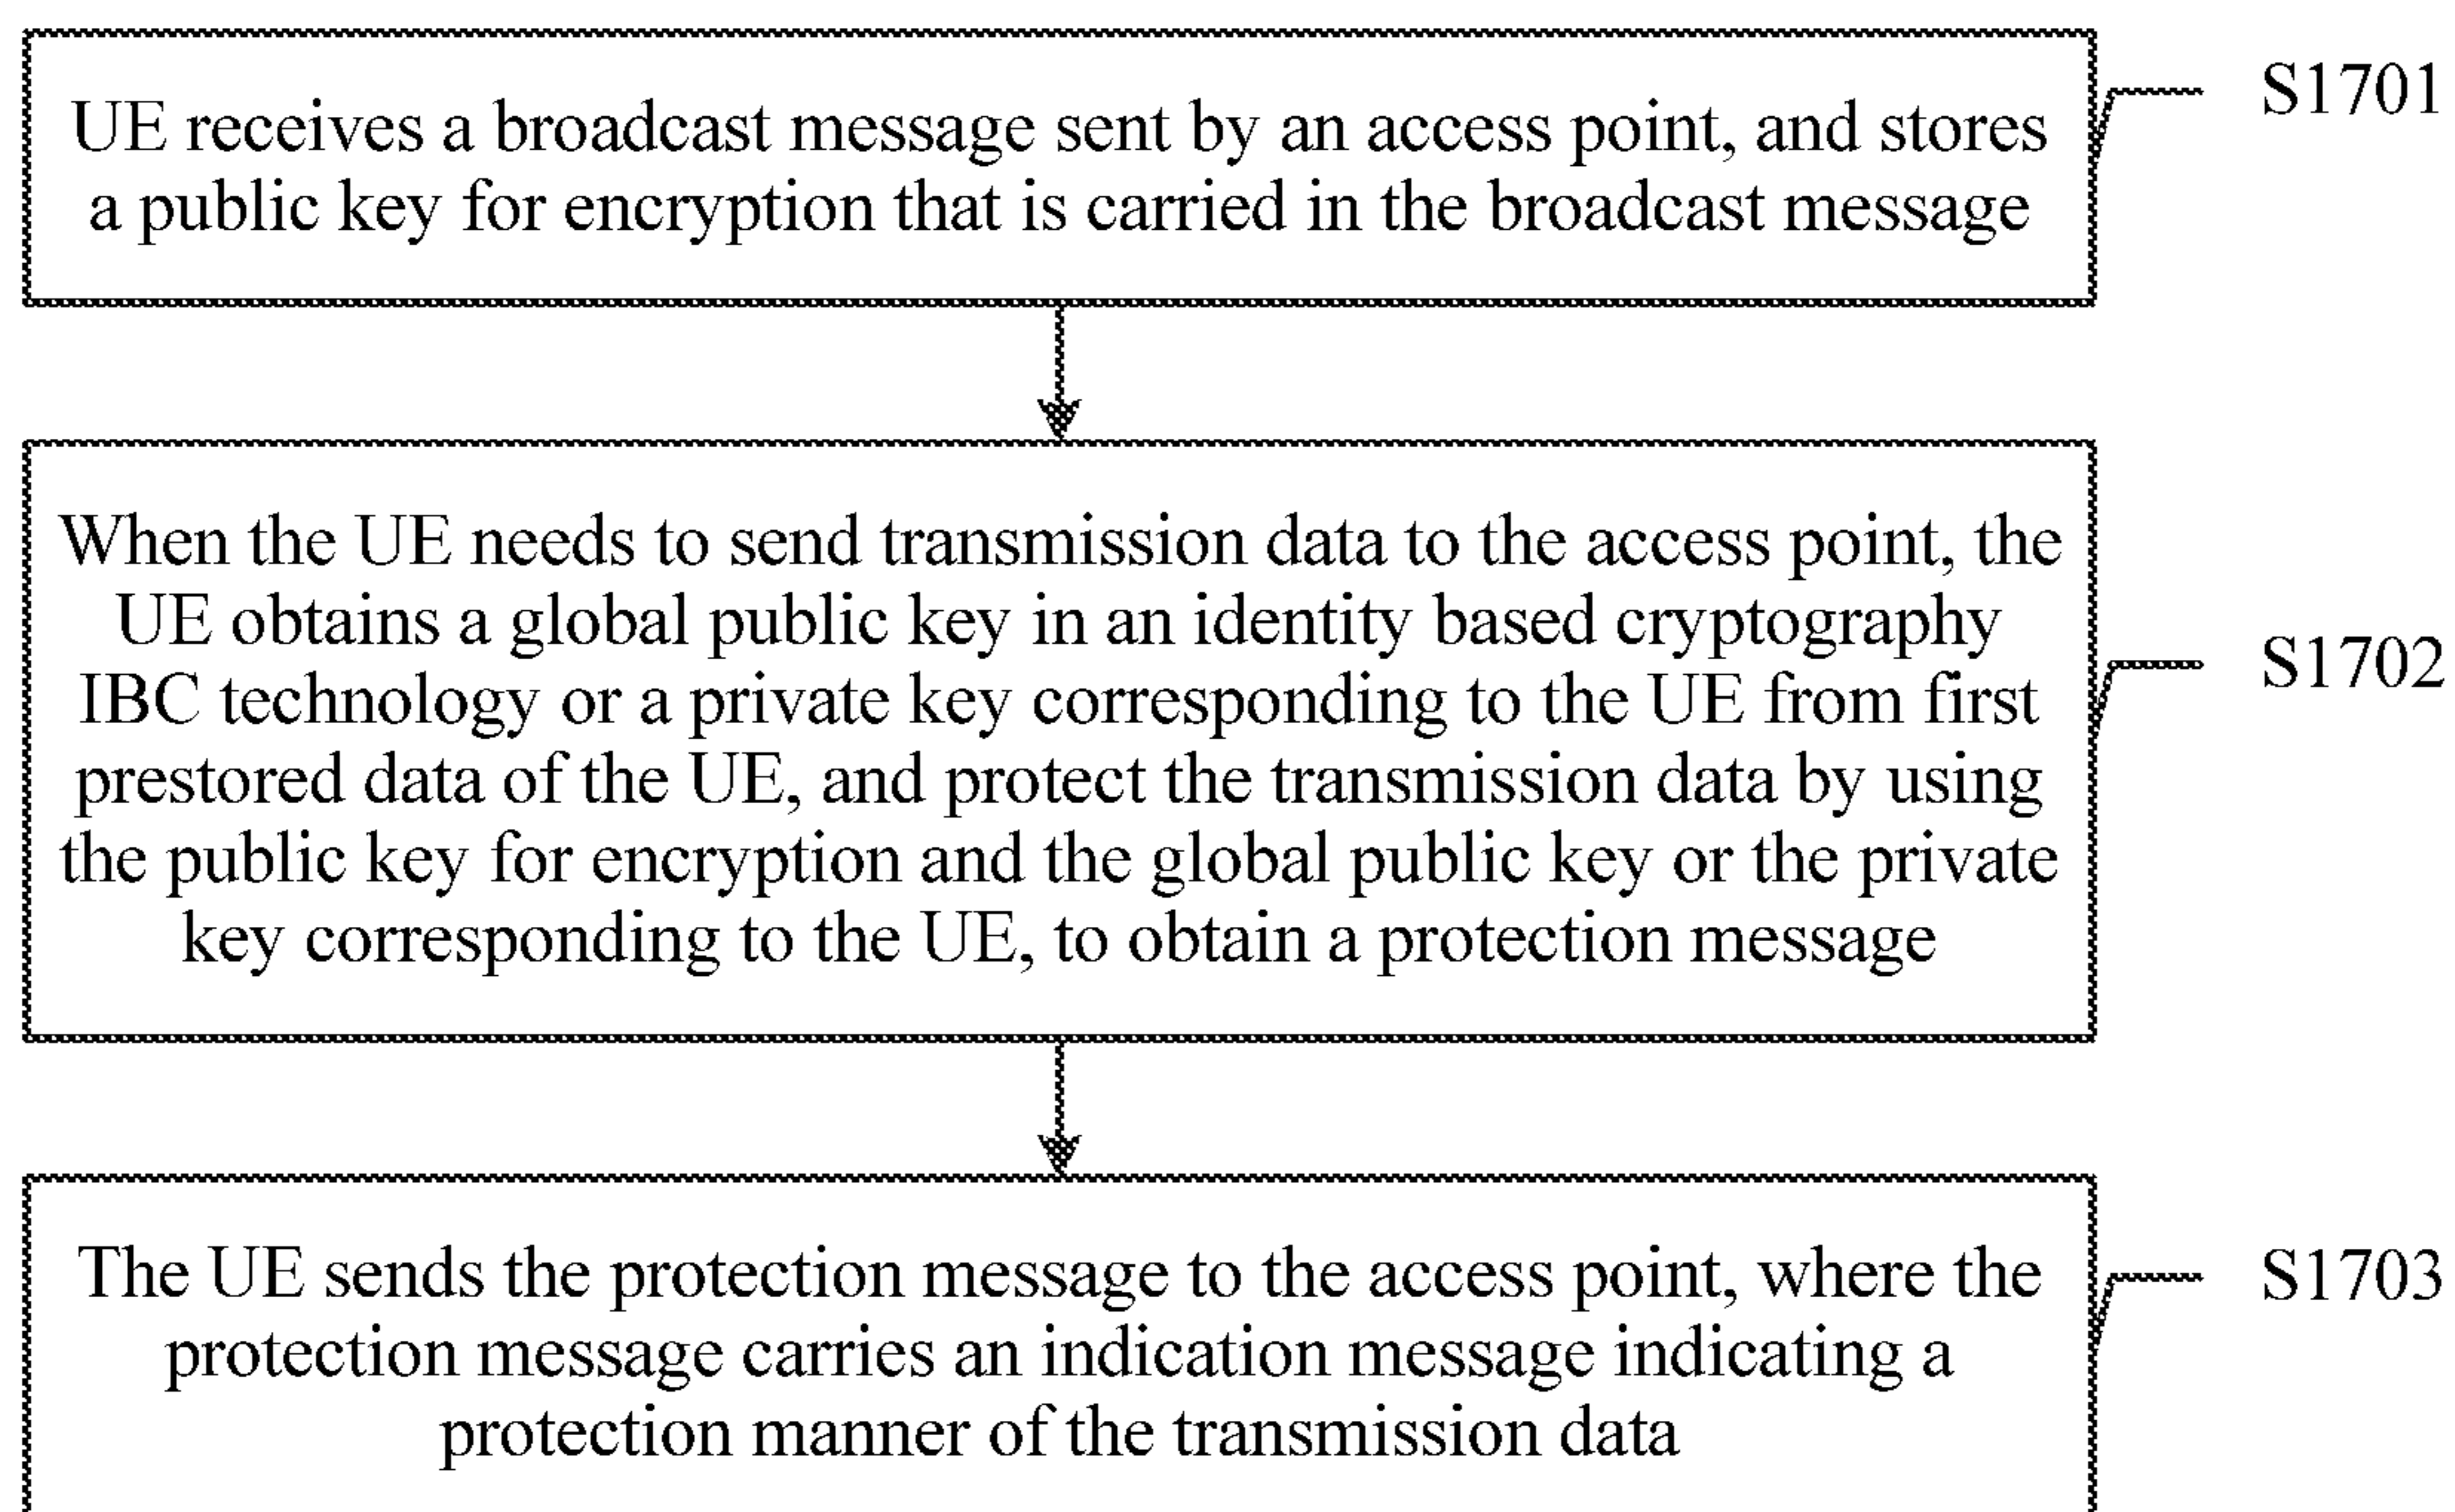 UE receives a broadcast message sent by an access point, and stores
a public key for encryption that is carried in the broadcast message
S1701
When the UE needs to send transmission data to the access point, the
UE obtains a global public key in an identity based cryptography
IBC technology or a private key corresponding to the UE from first
prestored data of the UE, and protect the transmission data by using
the public key for encryption and the global public key or the private
key corresponding to the UE, to obtain a protection message
S1702
The UE sends the protection message to the access point, where the
protection message carries an indication message indicating a
protection manner of the transmission data
S1703